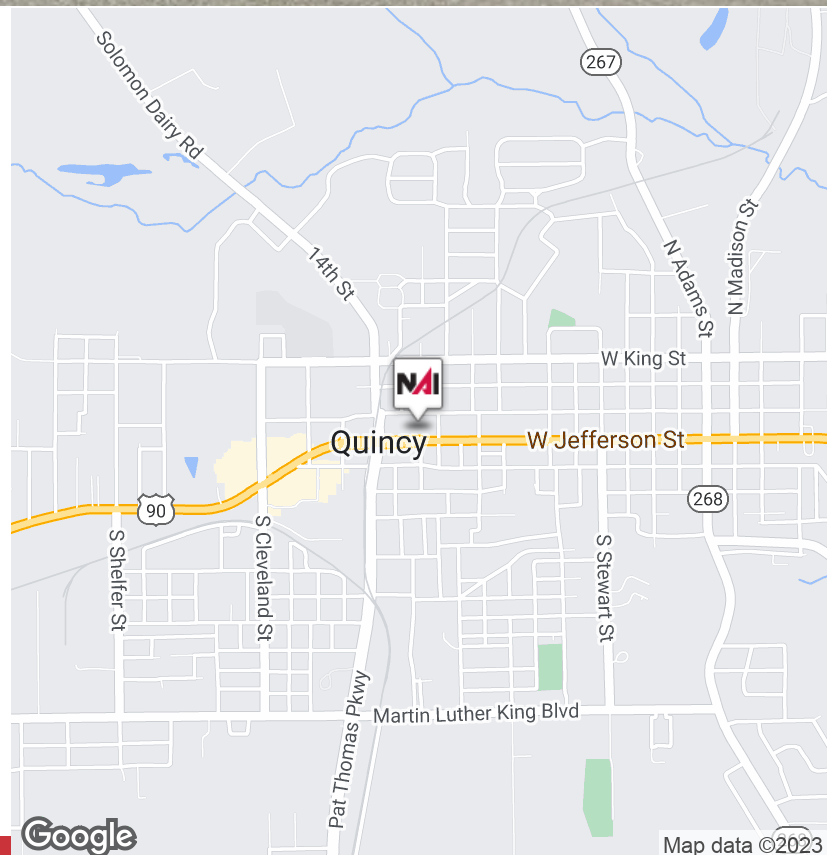 Solomon Dairy Rd
267
14th St
N Adams St
N Madison St
W King St
NAI
Quincy
W Jefferson St
90
268
S Shelfer St
S Cleveland St
S Stewart St
Pat Thomas Pkwy
Martin Luther King Blvd
Google
268
Map data ©2023